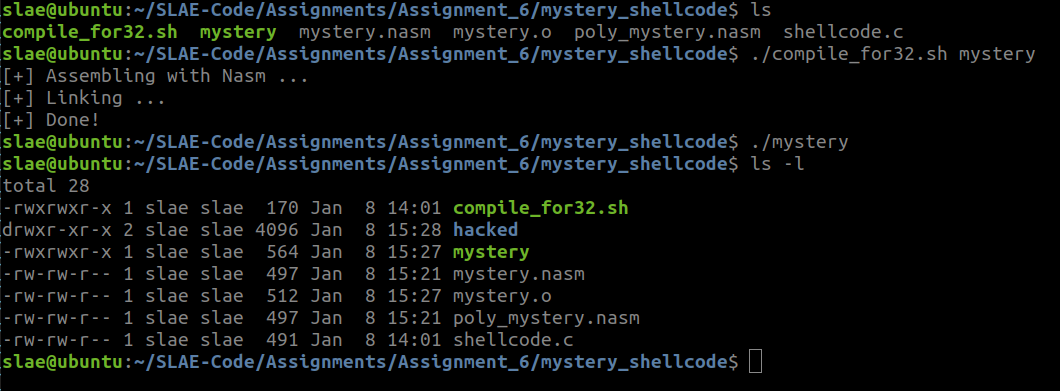 slae@ubuntu:~/SLAE-Code/Assignments/Assignment_6/mystery_shellcode$ ls
compile_for32.sh  mystery  mystery.nasm  mystery.o  poly_mystery.nasm  shellcode.c
slae@ubuntu:~/SLAE-Code/Assignments/Assignment_6/mystery_shellcode$ ./compile_for32.sh mystery
[+] Assembling with Nasm ...
[+] Linking ...
[+] Done!
slae@ubuntu:~/SLAE-Code/Assignments/Assignment_6/mystery_shellcode$ ./mystery
slae@ubuntu:~/SLAE-Code/Assignments/Assignment_6/mystery_shellcode$ ls -l
total 28
-rwxrwxr-x 1 slae slae  170 Jan  8 14:01 compile_for32.sh
drwxr-xr-x 2 slae slae 4096 Jan  8 15:28 hacked
-rwxrwxr-x 1 slae slae  564 Jan  8 15:27 mystery
-rw-rw-r-- 1 slae slae  497 Jan  8 15:21 mystery.nasm
-rw-rw-r-- 1 slae slae  512 Jan  8 15:27 mystery.o
-rw-rw-r-- 1 slae slae  497 Jan  8 15:21 poly_mystery.nasm
-rw-rw-r-- 1 slae slae  491 Jan  8 14:01 shellcode.c
slae@ubuntu:~/SLAE-Code/Assignments/Assignment_6/mystery_shellcode$